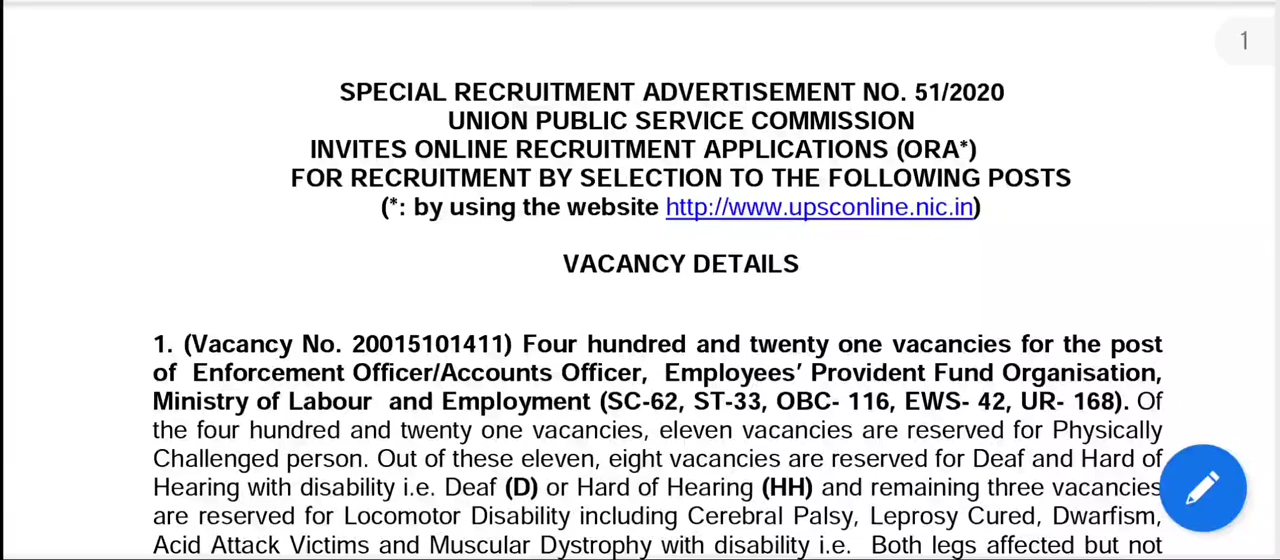 1
SPECIAL RECRUITMENT ADVERTISEMENT NO. 51/2020
UNION PUBLIC SERVICE COMMISSION
INVITES ONLINE RECRUITMENT APPLICATIONS (ORA*)
FOR RECRUITMENT BY SELECTION TO THE FOLLOWING POSTS
(*: by using the website http://www.upsconline.nic.in)
VACANCY DETAILS
1. (Vacancy No. 20015101411) Four hundred and twenty one vacancies for the post
of Enforcement Officer/Accounts Officer, Employees’ Provident Fund Organisation,
Ministry of Labour and Employment (SC-62, ST-33, OBC- 116, EWS- 42, UR- 168). Of
the four hundred and twenty one vacancies, eleven vacancies are reserved for Physically
Challenged person. Out of these eleven, eight vacancies are reserved for Deaf and Hard of
Hearing with disability i.e. Deaf (D) or Hard of Hearing (HH) and remaining three vacancies
are reserved for Locomotor Disability including Cerebral Palsy, Leprosy Cured, Dwarfism,
Acid Attack Victims and Muscular Dystrophy with disability i.e. Both legs affected but not